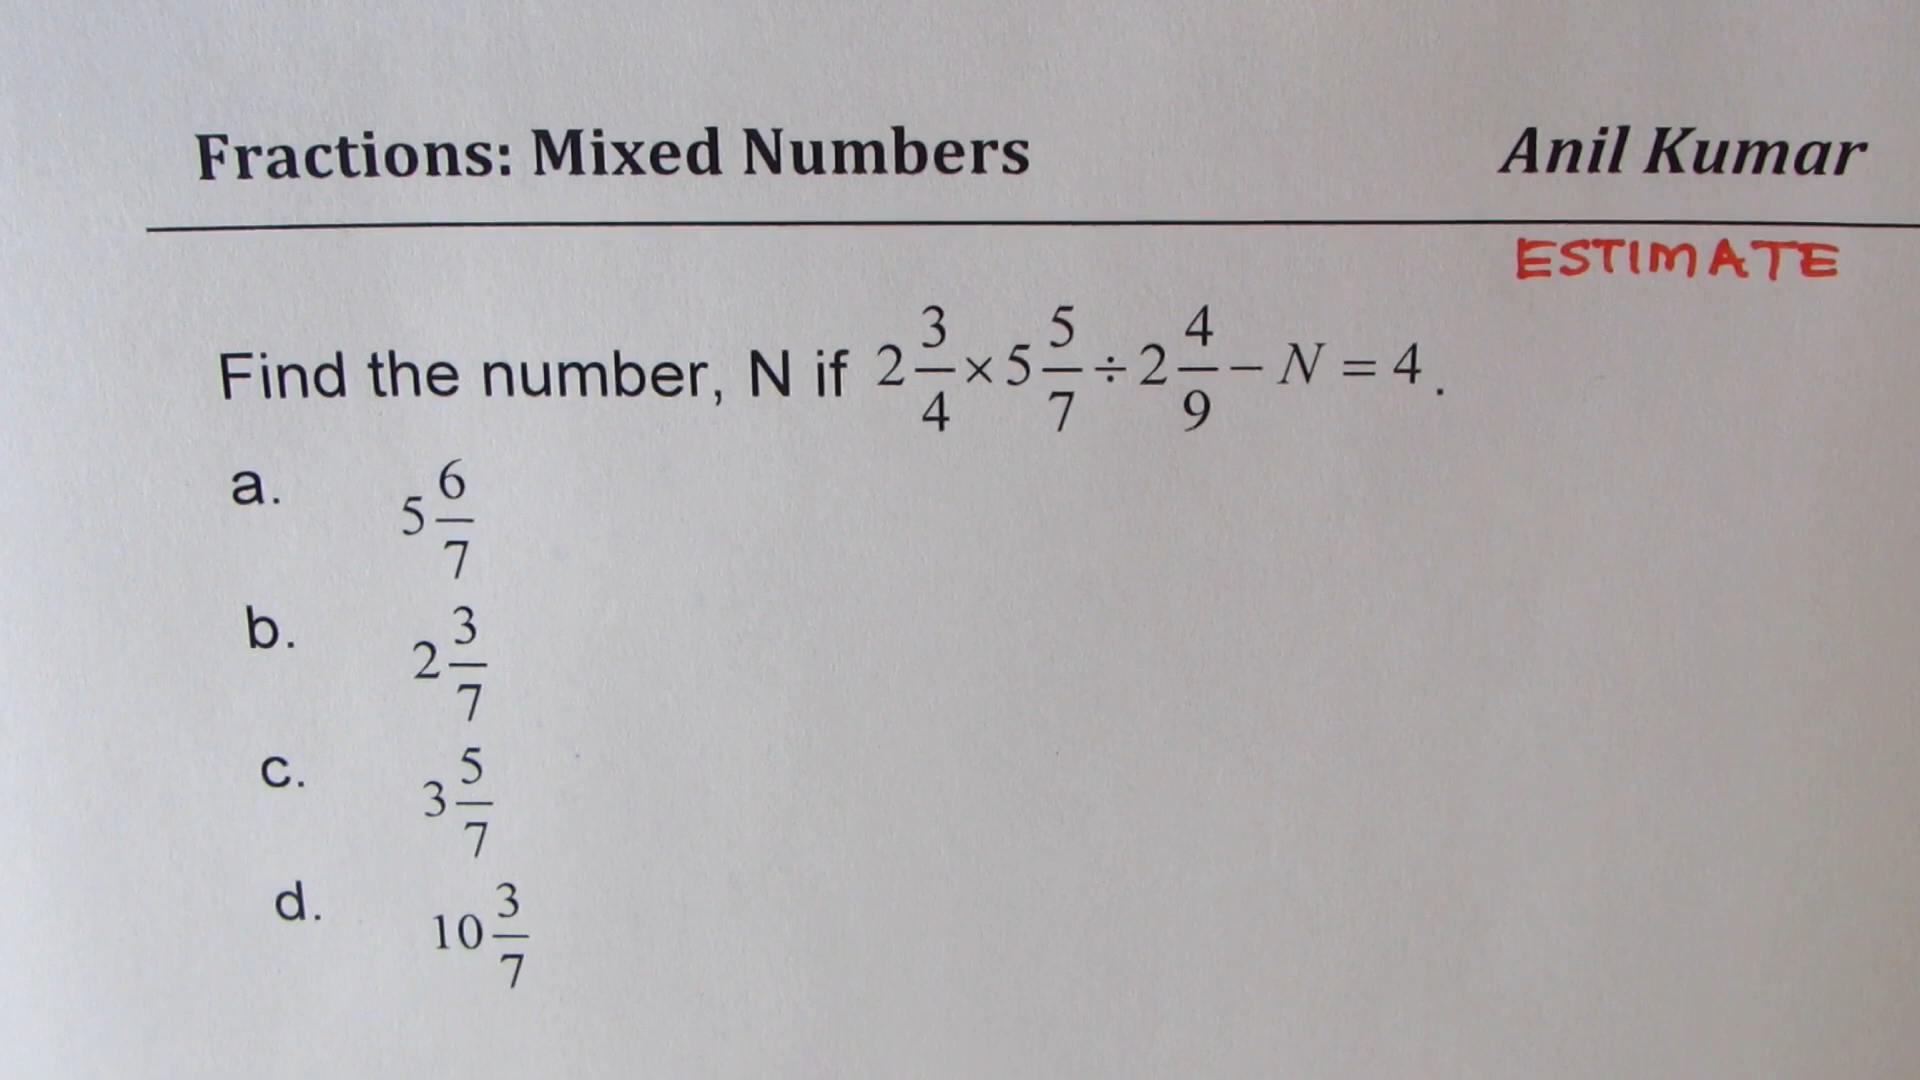 Fractions: Mixed Numbers Anil Kumar
ESTIMATE
Find the number, N if 2 3/4 × 5 5/7 ÷ 2 4/9 − N = 4 .
a. 5 6/7
b. 2 3/7
c. 3 5/7
d. 10 3/7